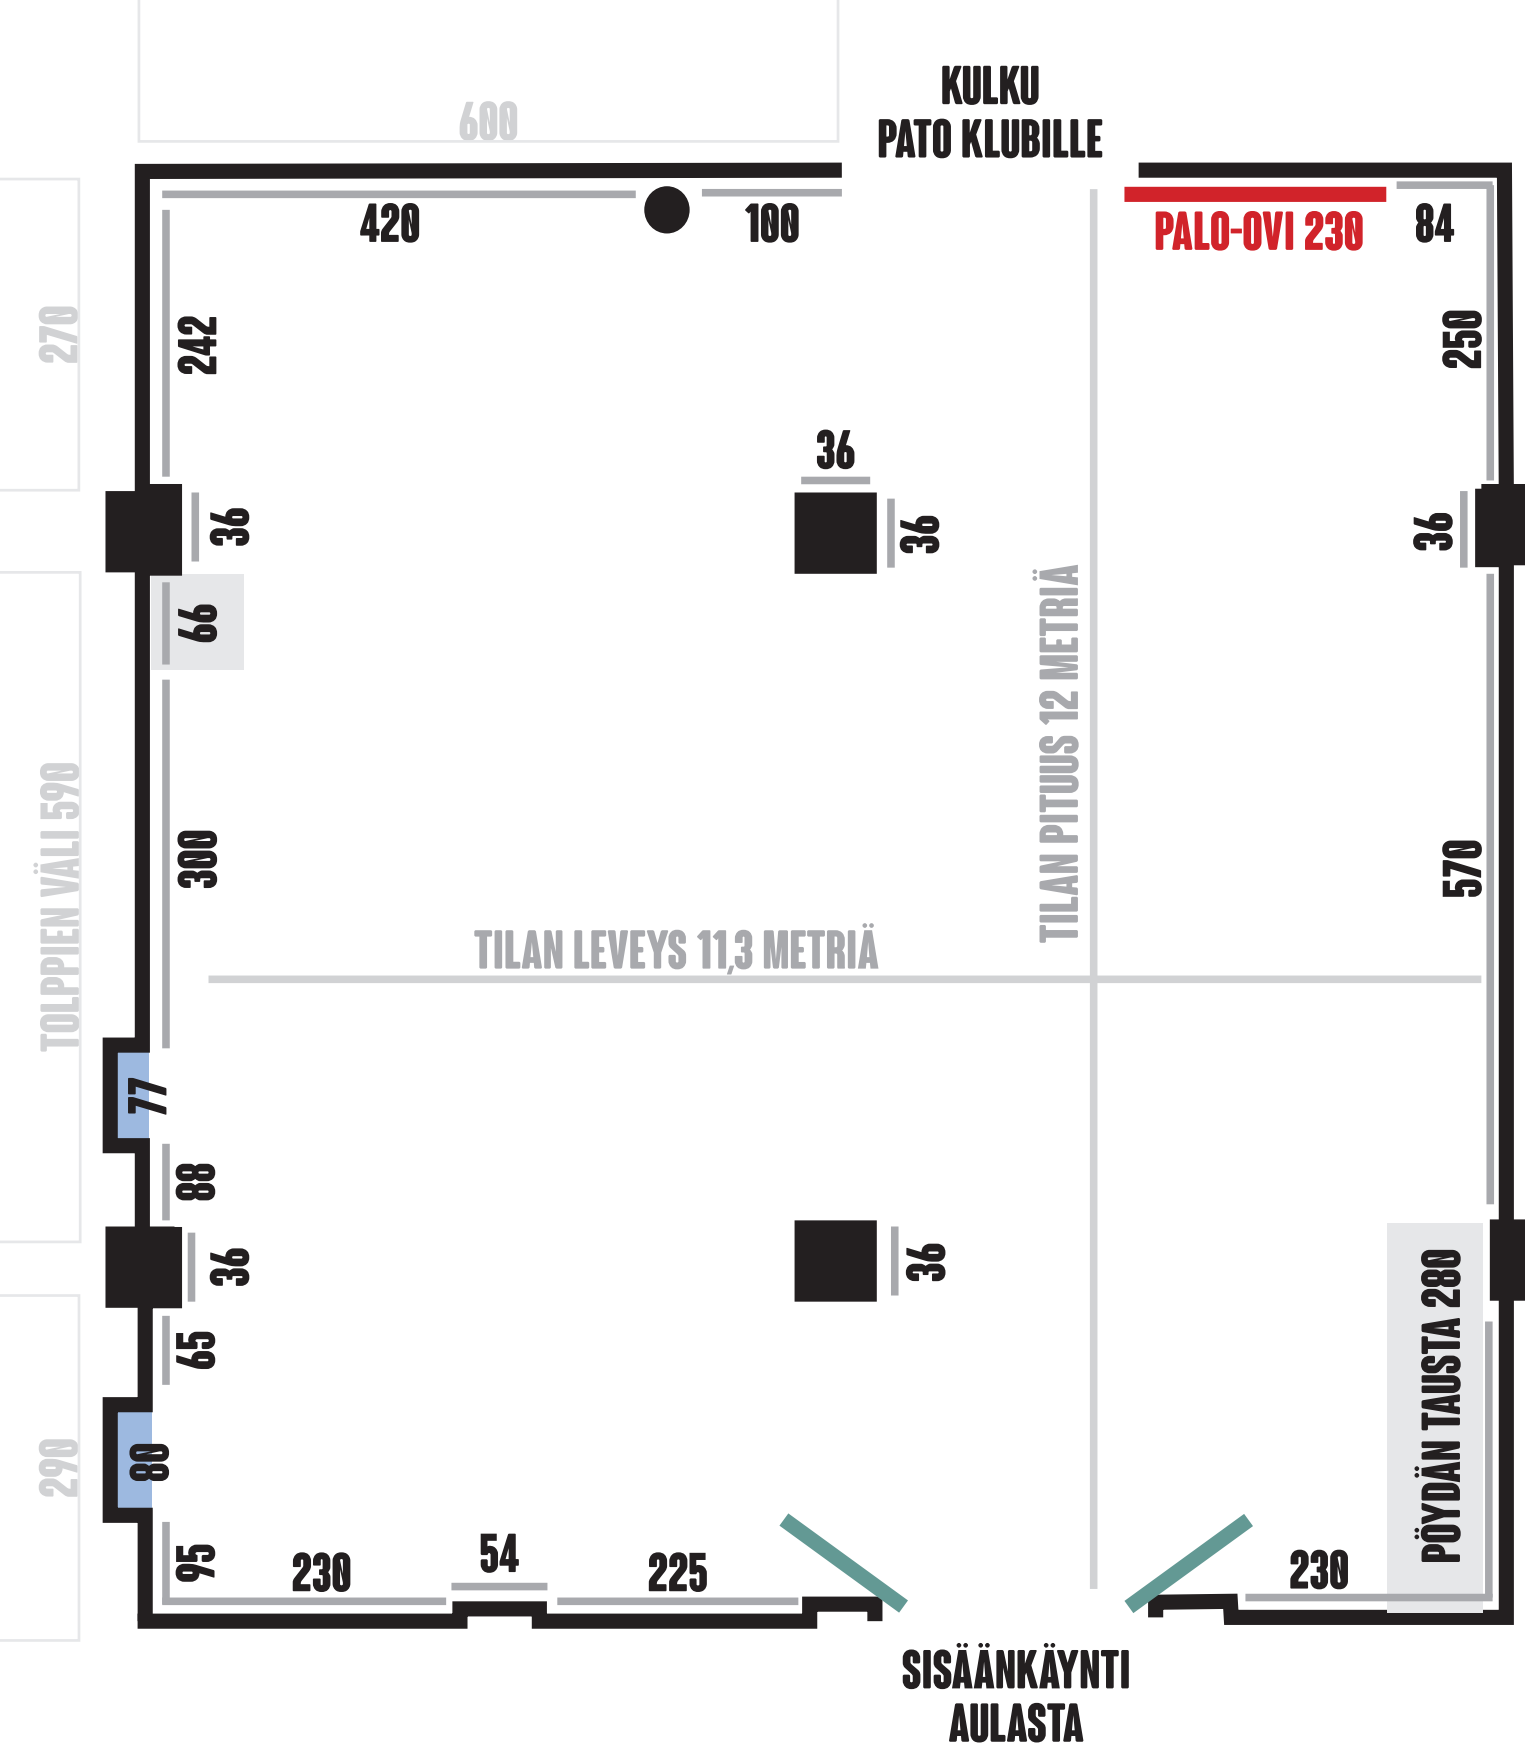 600
KULKU
PATO KLUBILLE
420
100
PALO-OVI 230
84
270
242
250
36
36
36
36
66
TILAN PITUUS 12 METRIÄ
TOLPPIEN VÄLI 590
300
570
TILAN LEVEYS 11,3 METRIÄ
77
88
36
36
PÖYDÄN TAUSTA 280
65
290
80
95
230
54
225
230
SISÄÄNKÄYNTI
AULASTA